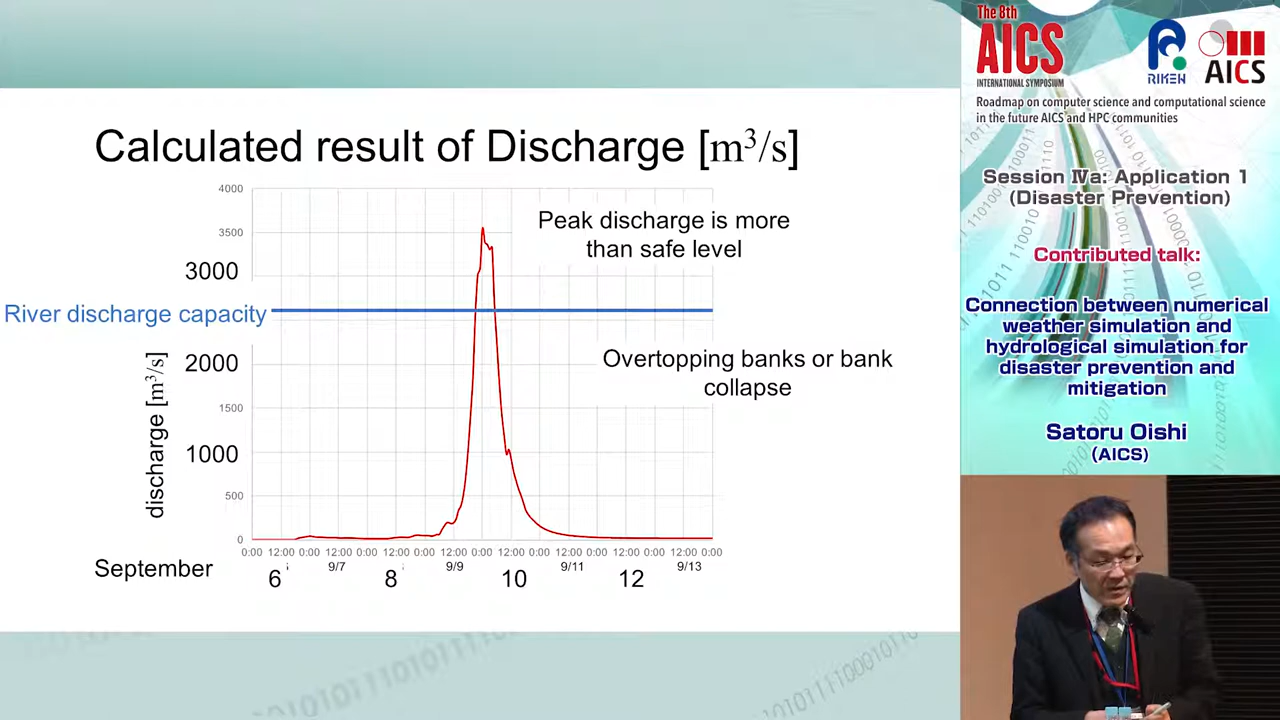 Calculated result of Discharge [m³/s]
4000
3500
3000
2000
1500
1000
500
0
discharge [m³/s]
Peak discharge is more
than safe level
River discharge capacity
Overtopping banks or bank
collapse
0:00 12:00 0:00 12:00 0:00 12:00 0:00 12:00 0:00 12:00 0:00 12:00 0:00 12:00 0:00 12:00 0:00
September 6 9/7 8 9/9 10 9/11 12 9/13
The 8th
AICS
INTERNATIONAL SYMPOSIUM
RIKEN
AICS
Roadmap on computer science and computational science
in the future AICS and HPC communities
Session Ⅳa: Application 1
(Disaster Prevention)
Contributed talk:
Connection between numerical
weather simulation and
hydrological simulation for
disaster prevention and
mitigation
Satoru Oishi
(AICS)